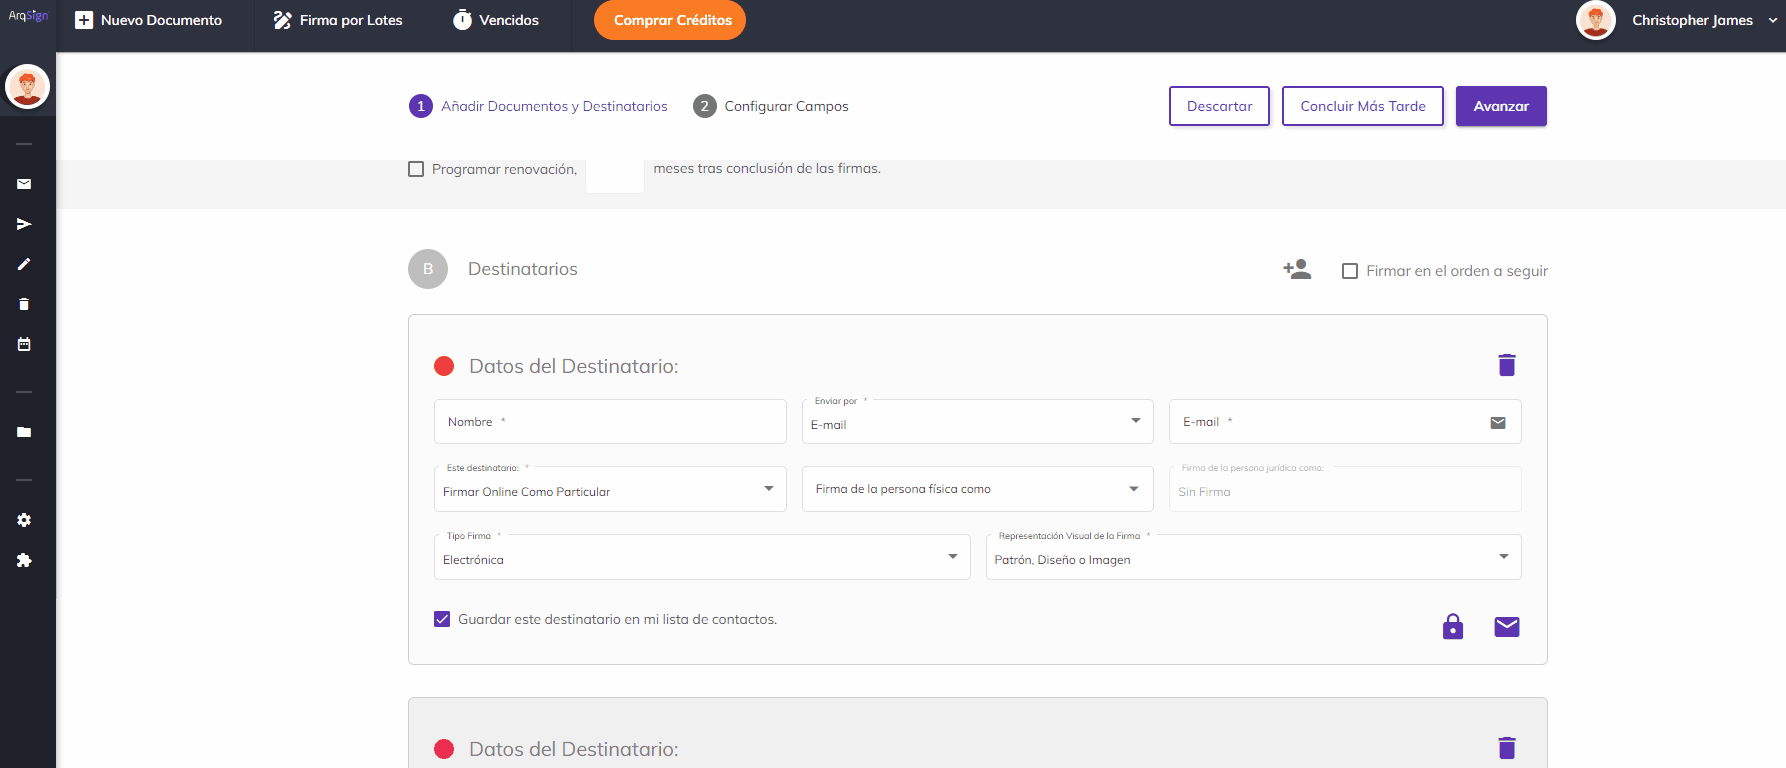 ArqSign
Nuevo Documento
Firma por Lotes
Vencidos
Comprar Créditos
Christopher James
1 Añadir Documentos y Destinatarios
2 Configurar Campos
Descartar
Concluir Más Tarde
Avanzar
Programar renovación,
meses tras conclusión de las firmas.
B Destinatarios
Firmar en el orden a seguir
Datos del Destinatario:
Nombre *
Enviar por *
E-mail
E-mail *
Este destinatario: *
Firmar Online Como Particular
Firma de la persona física como
Firma de la persona jurídica como:
Sin Firma
Tipo Firma *
Electrónica
Representación Visual de la Firma *
Patrón, Diseño o Imagen
Guardar este destinatario en mi lista de contactos.
Datos del Destinatario: